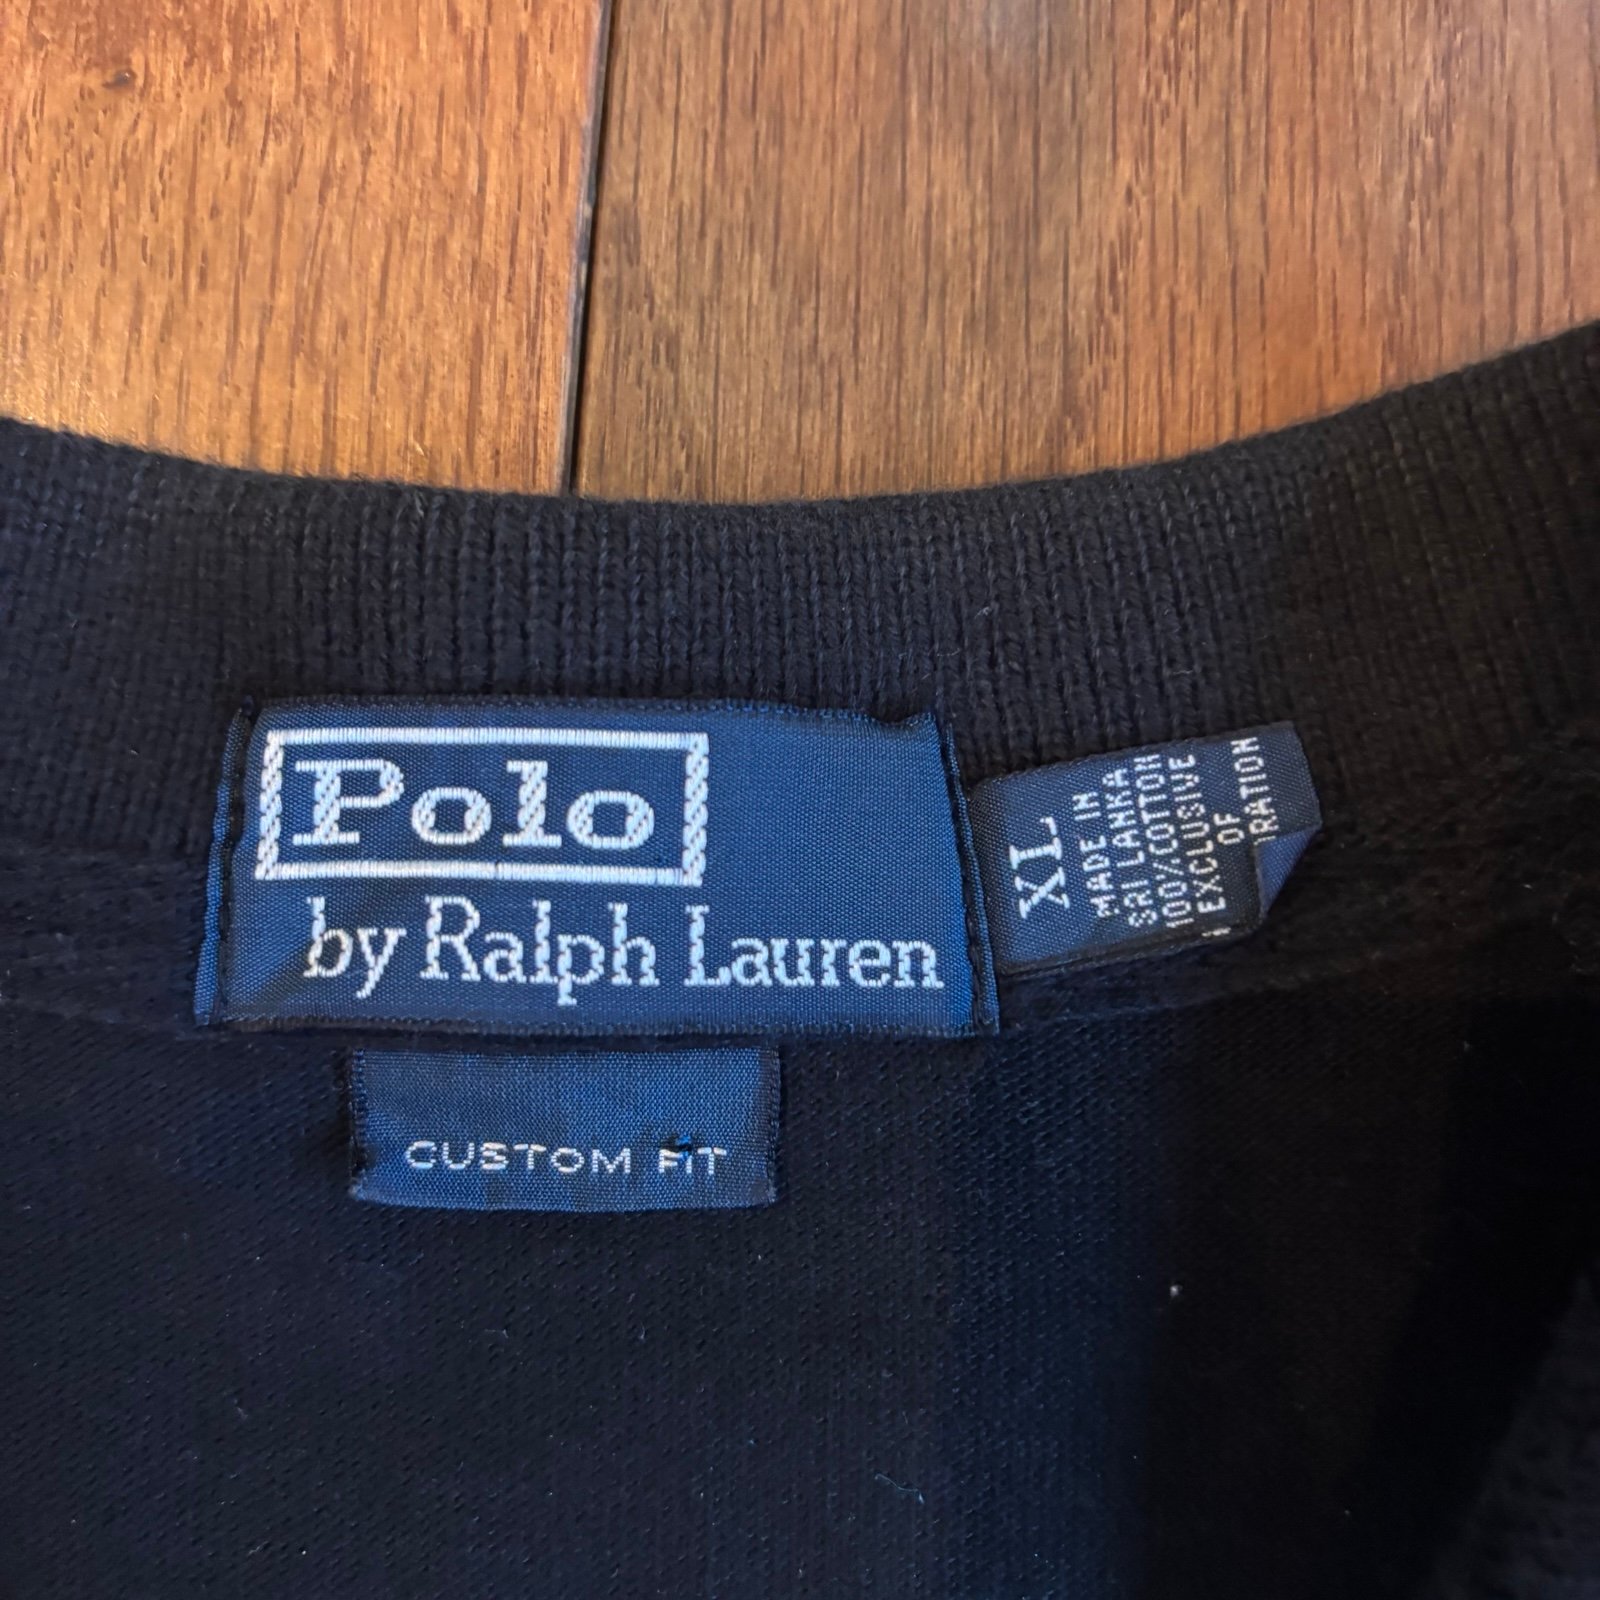 Polo
by Ralph Lauren
XL
MADE IN
SRI LANKA
100%COTTON
EXCLUSIVE
OF
CUSTOM FIT